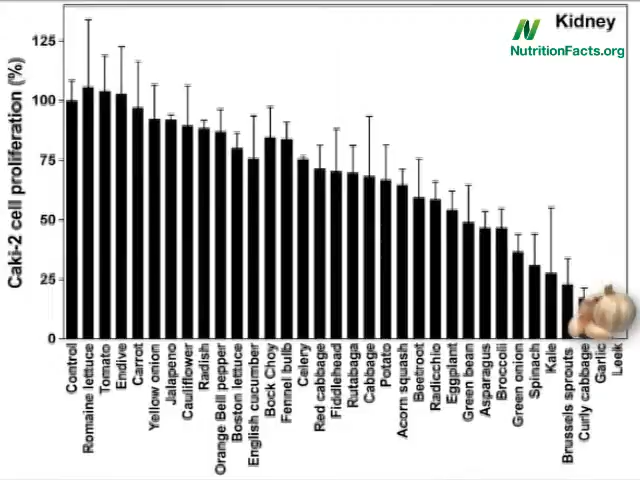 Kidney
NutritionFacts.org
Caki-2 cell proliferation (%)
125
100
75
50
25
0
Control
Romaine lettuce
Tomato
Endive
Carrot
Yellow onion
Jalapeno
Cauliflower
Radish
Orange Bell pepper
Boston lettuce
English cucumber
Bock Choy
Fennel bulb
Celery
Red cabbage
Fiddlehead
Rutabaga
Cabbage
Potato
Acorn squash
Beetroot
Radicchio
Eggplant
Green bean
Asparagus
Broccoli
Green onion
Spinach
Kale
Brussels sprouts
Curly cabbage
Garlic
Leek